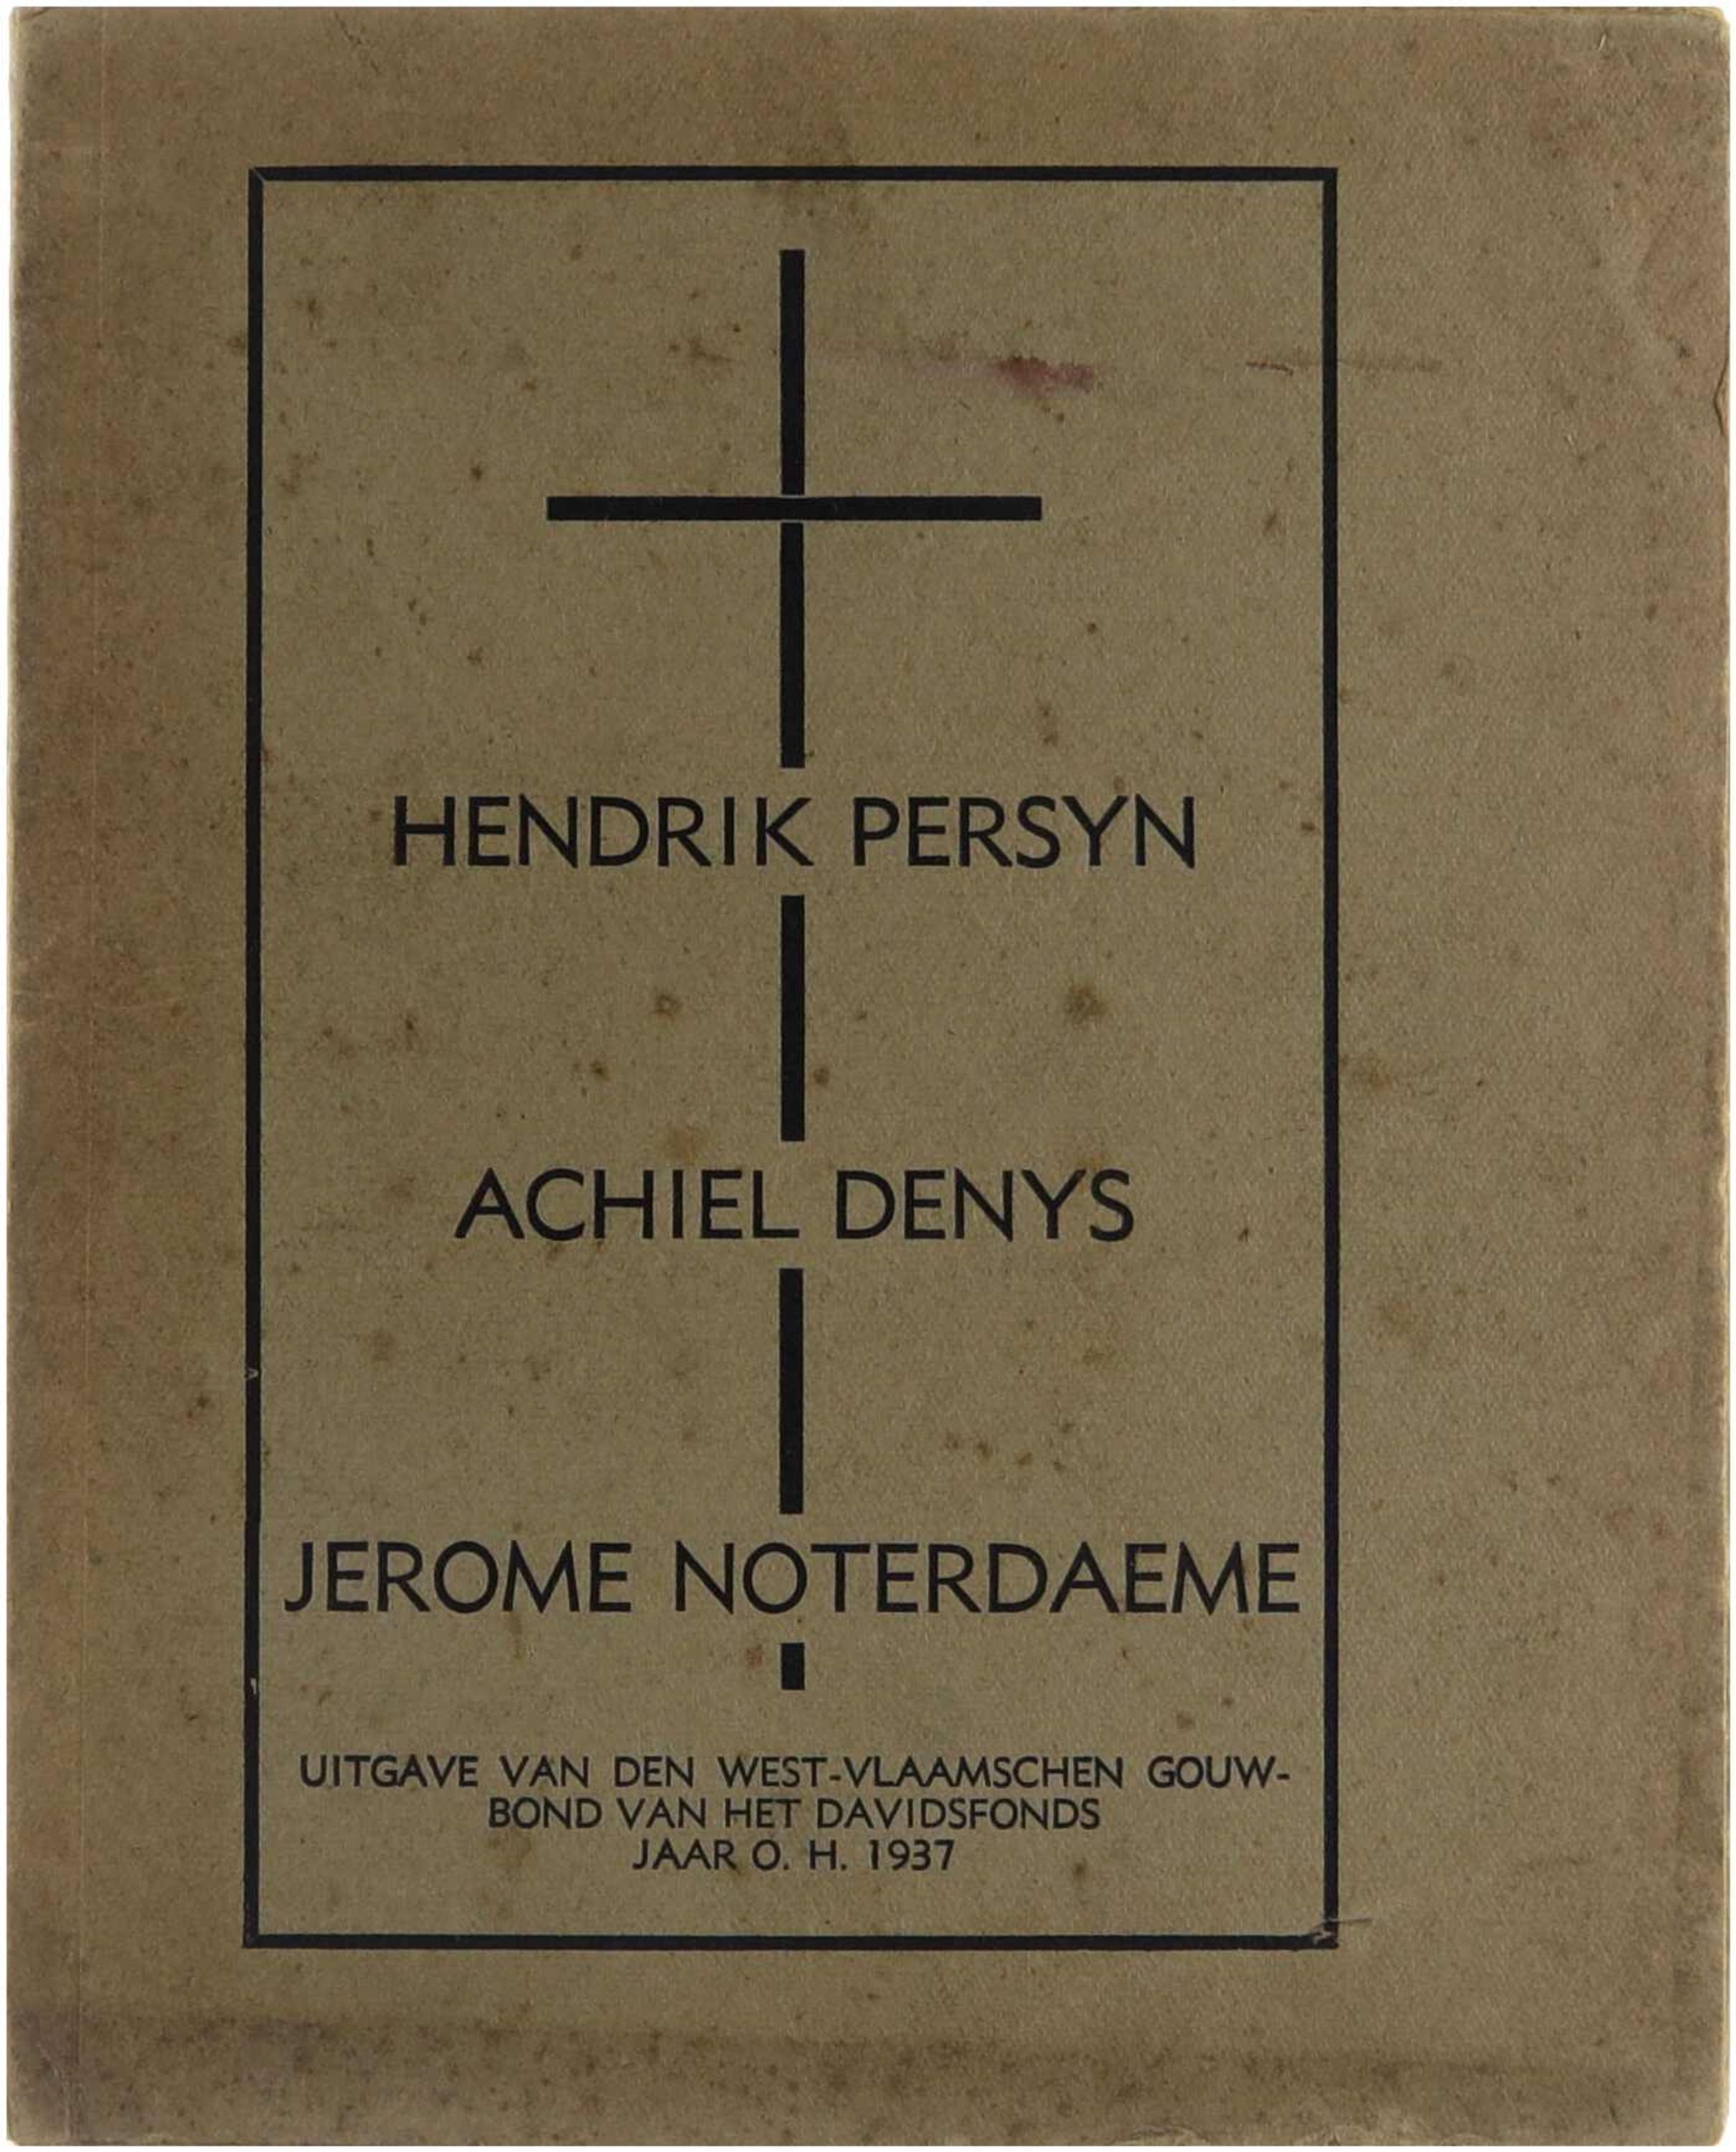 HENDRIK PERSYN
ACHIEL DENYS
JEROME NOTERDAEME
UITGAVE VAN DEN WEST-VLAAMSCHEN GOUW-
BOND VAN HET DAVIDSFONDS
JAAR O. H. 1937